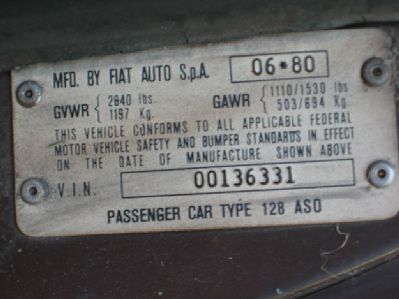 MFD. BY FIAT AUTO S.p.A. 06*80
GVWR { 2640 lbs. 1197 Kg. GAWR { 1110/1530 lbs. 503/694 Kg.
THIS VEHICLE CONFORMS TO ALL APPLICABLE FEDERAL
MOTOR VEHICLE SAFETY AND BUMPER STANDARDS IN EFFECT
ON THE DATE OF MANUFACTURE SHOWN ABOVE
V.I.N. 00136331
PASSENGER CAR TYPE 128 AS0